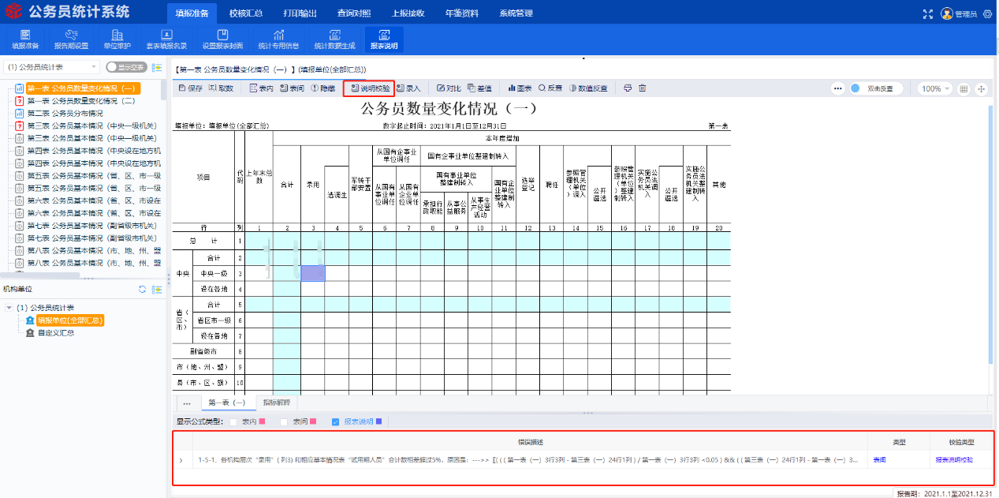 公务员统计系统
填报准备 校核汇总 打印输出 查询对照 上报接收 年鉴资料 系统管理
管理员
填报准备 报告期设置 单位维护 套表填报名录 设置报表封面 统计专用信息 统计数据生成 报表说明
(1) 公务员统计表 显示空表
第一表 公务员数量变化情况（一）
第一表 公务员数量变化情况（二）
第二表 公务员分布情况
第三表 公务员基本情况（中央一级机关）
第三表 公务员基本情况（中央一级机关）
第四表 公务员基本情况（中央设在地方机
第四表 公务员基本情况（中央设在地方机
第五表 公务员基本情况（省、区、市一级
第五表 公务员基本情况（省、区、市一级
第六表 公务员基本情况（省、区、市设在
第六表 公务员基本情况（省、区、市设在
第七表 公务员基本情况（副省级市机关）
第七表 公务员基本情况（副省级市机关）
第八表 公务员基本情况（市、地、州、盟
第八表 公务员基本情况（市、地、州、盟
机构单位
(1) 公务员统计表
填报单位(全部汇总)
自定义汇总
【第一表 公务员数量变化情况（一）】(填报单位(全部汇总))
保存 取数 表内 表间 隐藏 说明校验 录入 对比 差值 图表 反查 数值反查 双击反查 100%
公务员数量变化情况（一）
填报单位：填报单位(全部汇总) 数字起止时间：2021年1月1日至12月31日 第一表
项目
代码
上年末总数
本年度增加
合计
录用
选调生
军转干部安置
从国有企事业单位调任
从国有事业单位调任
从国有企业单位调任
国有企事业单位整建制转入
国有事业单位整建制转入
承担行政职能
从事公益服务
从事生产经营活动
国有企业单位整建制转入
选举登记
聘任
参照管理机关（单位）调入
公开遴选
参照管理机关（单位）整建制转入
实施公务员法机关调入
公开遴选
实施公务员法机关整建制转入
其他
行 列 1 2 3 4 5 6 7 8 9 10 11 12 13 14 15 16 17 18 19 20
总 计 1
中央
合计 2
中央一级 3
设在各地 4
省（区、市）
合计 5
省区市一级 6
设在各地 7
副省级市 8
市（地、州、盟） 9
县（市、区、旗） 10
... 第一表（一） 指标解释
显示公式类型： 表内 表间 报表说明
错误描述 类型 校验类型
1-5-1、各机构层次“录用”( 列3) 和相应基本情况表“试用期人员”合计数相差超过5%，原因是：--->> 〖( ( ( 第一表（一）3行3列 - 第三表（一）24行1列 ) / 第一表（一）3行3列 <0.05 ) && ( ( 第三表（一）24行1列 - 第一表（一）3... 表间 报表说明校验
报告期：2021.1.1至2021.12.31